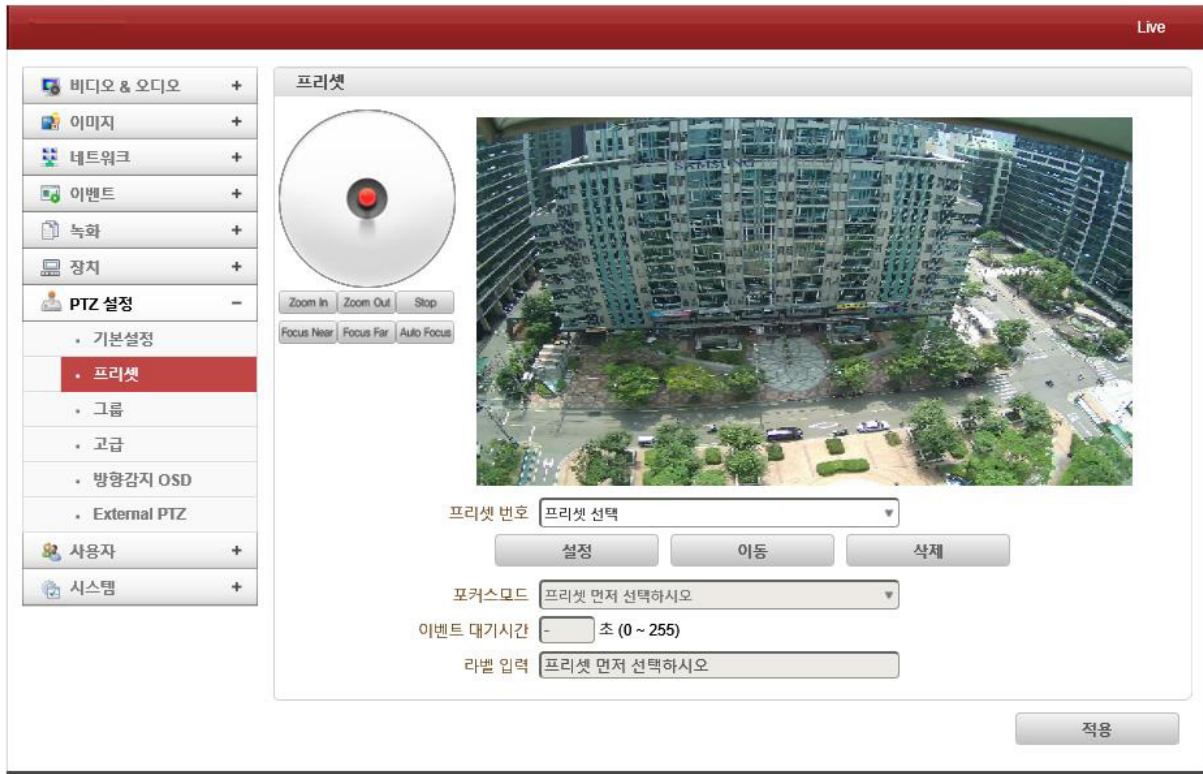 Live
비디오 & 오디오 +
이미지 +
네트워크 +
이벤트 +
녹화 +
장치 +
PTZ 설정 -
기본설정
프리셋
그룹
고급
방향감지 OSD
External PTZ
사용자 +
시스템 +
프리셋
Zoom In Zoom Out Stop
Focus Near Focus Far Auto Focus
SAMSUNG
프리셋 번호 프리셋 선택
설정 이동 삭제
포커스모드 프리셋 먼저 선택하시오
이벤트 대기시간 - 초 (0 ~ 255)
라벨 입력 프리셋 먼저 선택하시오
적용